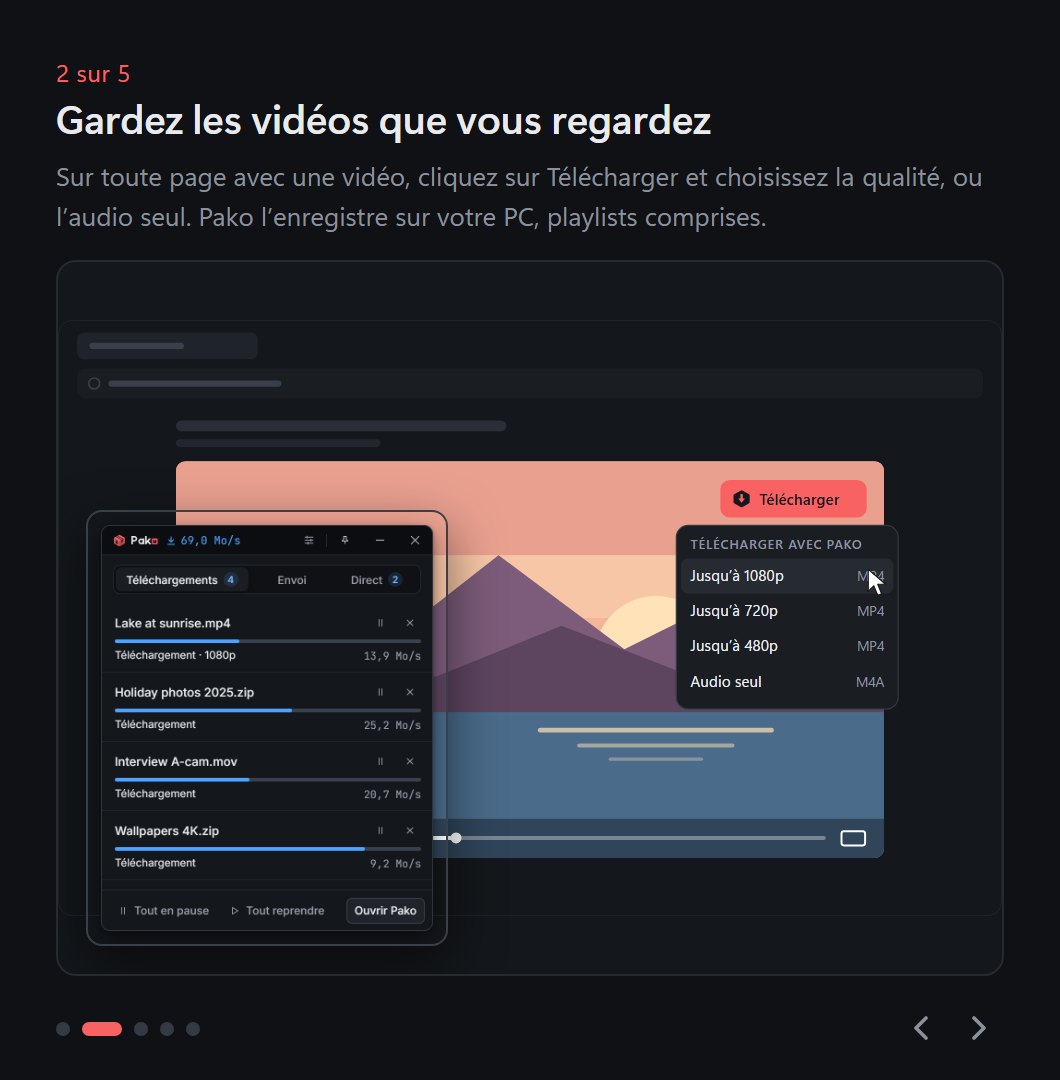 2 sur 5
Gardez les vidéos que vous regardez
Sur toute page avec une vidéo, cliquez sur Télécharger et choisissez la qualité, ou
l’audio seul. Pako l’enregistre sur votre PC, playlists comprises.
Télécharger
TÉLÉCHARGER AVEC PAKO
Jusqu’à 1080p MP4
Jusqu’à 720p MP4
Jusqu’à 480p MP4
Audio seul M4A
Pako 69,0 Mo/s
Téléchargements 4 Envoi Direct 2
Lake at sunrise.mp4
Téléchargement · 1080p 13,9 Mo/s
Holiday photos 2025.zip
Téléchargement 25,2 Mo/s
Interview A-cam.mov
Téléchargement 20,7 Mo/s
Wallpapers 4K.zip
Téléchargement 9,2 Mo/s
Tout en pause Tout reprendre Ouvrir Pako